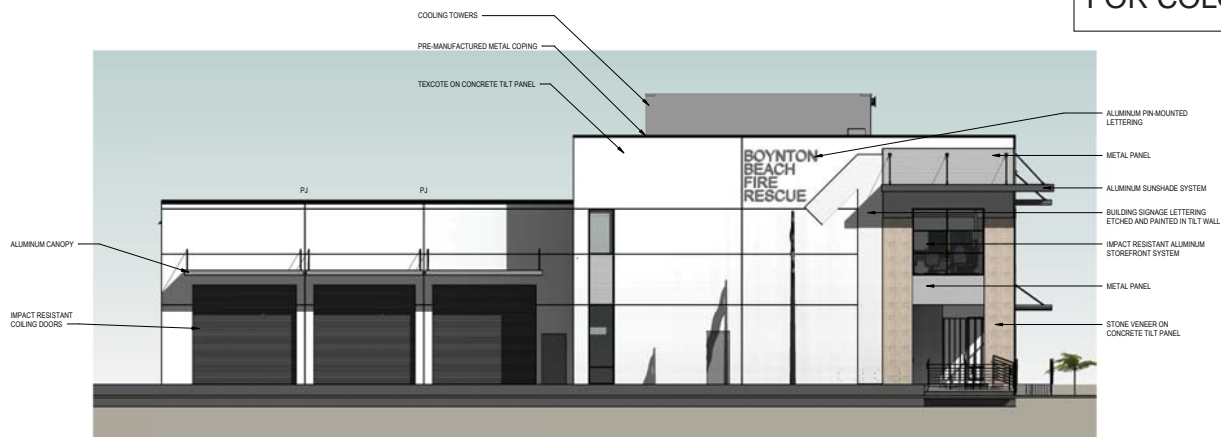 FOR COLO
COOLING TOWERS
PRE-MANUFACTURED METAL COPING
TEXCOTE ON CONCRETE TILT PANEL
ALUMINUM PIN-MOUNTED
LETTERING
METAL PANEL
ALUMINUM SUNSHADE SYSTEM
BUILDING SIGNAGE LETTERING
ETCHED AND PAINTED IN TILT WALL
IMPACT RESISTANT ALUMINUM
STOREFRONT SYSTEM
METAL PANEL
STONE VENEER ON
CONCRETE TILT PANEL
BOYNTON
BEACH
FIRE
RESCUE
PJ
PJ
ALUMINUM CANOPY
IMPACT RESISTANT
COILING DOORS